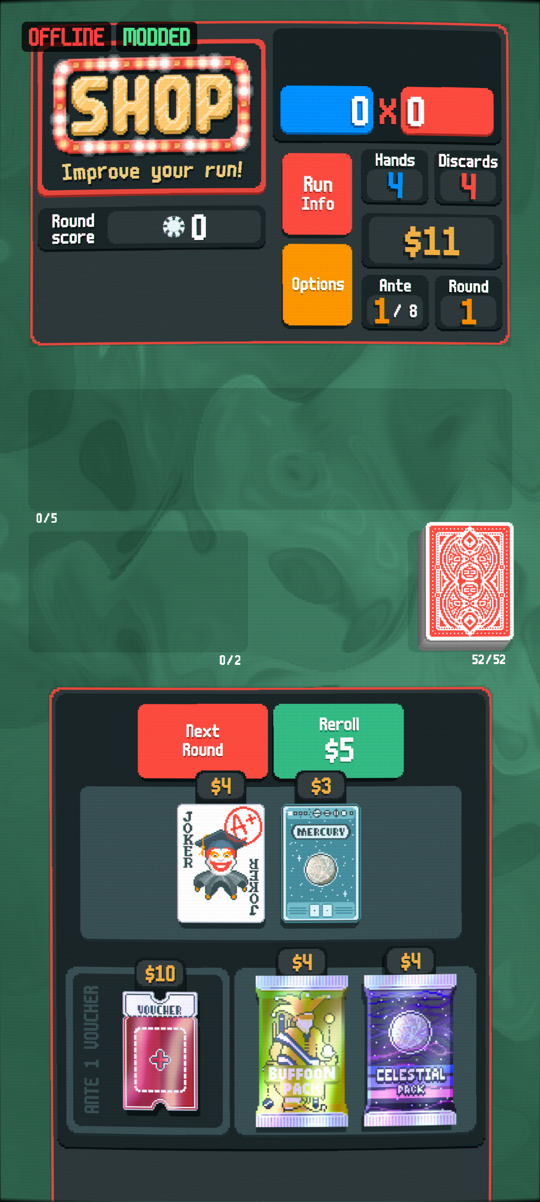 OFFLINE MODDED
SHOP
Improve your run!
0 X 0
Round
score
0
Run
Info
Options
Hands
4
Discards
4
$11
Ante
1 / 8
Round
1
0/5
0/2
52/52
Next
Round
Reroll
$5
$4
JOKER
A+
JOKER
$3
MERCURY
ANTE 1 VOUCHER
$10
VOUCHER
$4
BUFFOON
PACK
$4
CELESTIAL
PACK